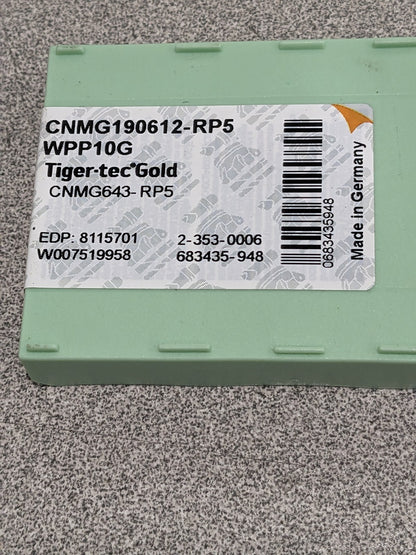 CNMG190612-RP5
WPP10G
Tiger·tec®Gold
CNMG643-RP5
EDP: 8115701 2-353-0006
W007519958 683435-948
0683435948
Made in Germany